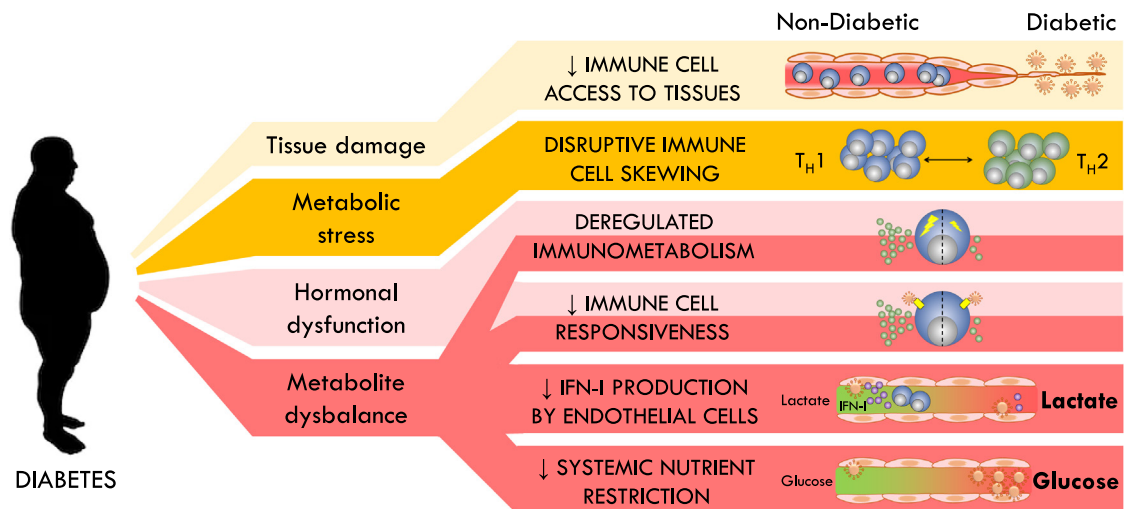 Non-Diabetic
Diabetic
↓ IMMUNE CELL
ACCESS TO TISSUES
Tissue damage
DISRUPTIVE IMMUNE
CELL SKEWING
T_H1
T_H2
Metabolic
stress
DEREGULATED
IMMUNOMETABOLISM
Hormonal
dysfunction
↓ IMMUNE CELL
RESPONSIVENESS
Metabolite
dysbalance
↓ IFN-I PRODUCTION
BY ENDOTHELIAL CELLS
Lactate
IFN-I
Lactate
↓ SYSTEMIC NUTRIENT
RESTRICTION
Glucose
Glucose
DIABETES